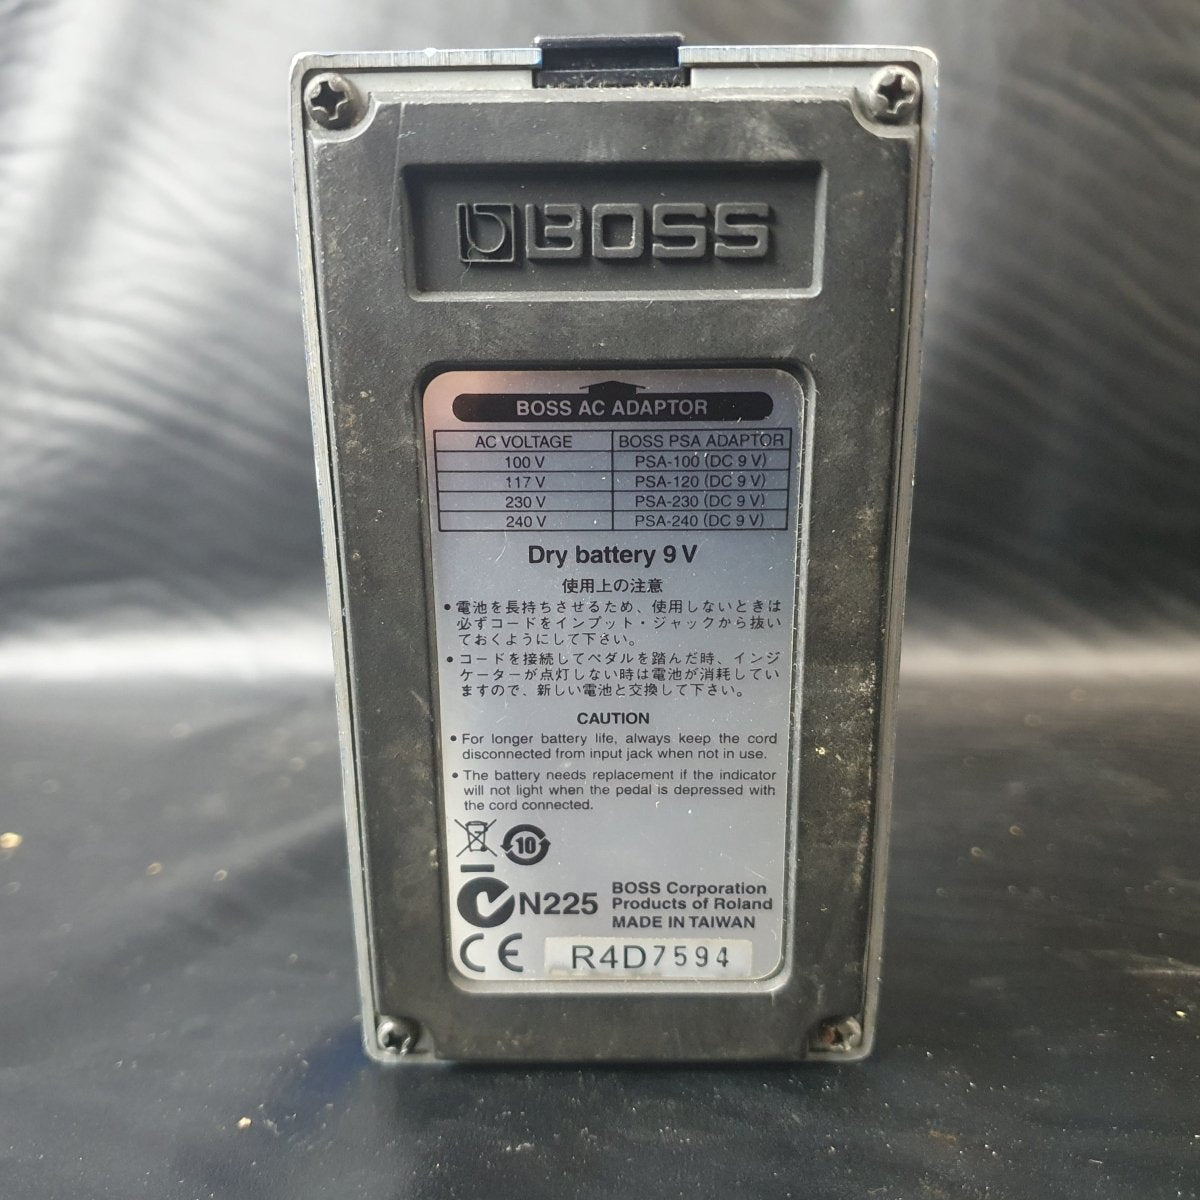 BOSS
BOSS AC ADAPTOR
AC VOLTAGE BOSS PSA ADAPTOR
100 V PSA-100 (DC 9 V)
117 V PSA-120 (DC 9 V)
230 V PSA-230 (DC 9 V)
240 V PSA-240 (DC 9 V)
Dry battery 9 V
使用上の注意
• 電池を長持ちさせるため、使用しないときは
必ずコードをインプット・ジャックから抜い
ておくようにして下さい。
• コードを接続してペダルを踏んだ時、インジ
ケーターが点灯しない時は電池が消耗してい
ますので、新しい電池と交換して下さい。
CAUTION
• For longer battery life, always keep the cord
disconnected from input jack when not in use.
• The battery needs replacement if the indicator
will not light when the pedal is depressed with
the cord connected.
10
N225
BOSS Corporation
Products of Roland
MADE IN TAIWAN
CE
R4D7594